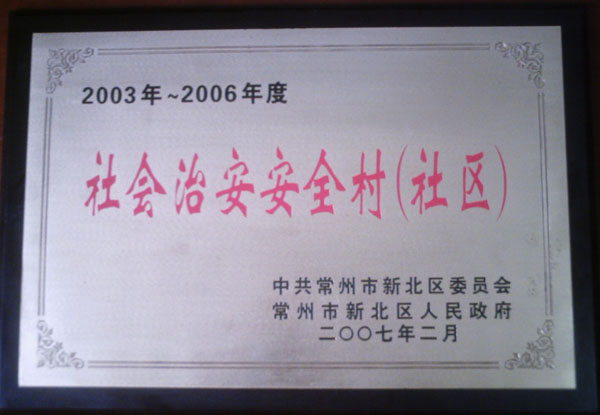 2003年~2006年度
社会治安安全村(社区)
中共常州市新北区委员会
常州市新北区人民政府
二〇〇七年二月